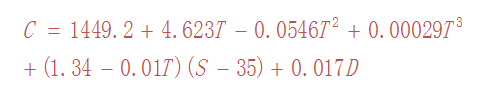 C = 1449.2 + 4.623T − 0.0546T² + 0.00029T³
+ (1.34 − 0.01T) (S − 35) + 0.017D